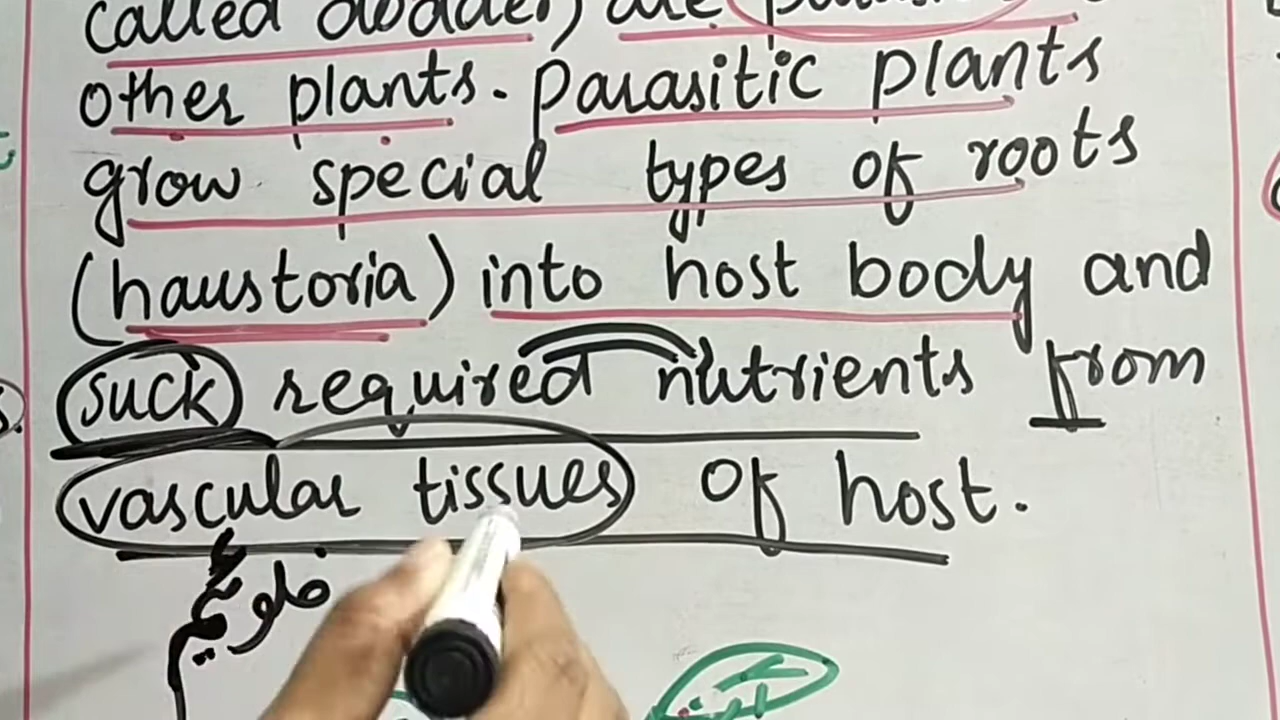 called dodder) are
other plants. Parasitic plants
grow special types of roots
(haustoria) into host body and
suck required nutrients from
vascular tissues of host.